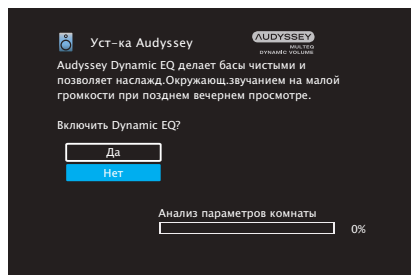 Уст-ка Audyssey
AUDYSSEY
MULTEQ
DYNAMIC VOLUME
Audyssey Dynamic EQ делает басы чистыми и
позволяет наслажд.Окружающ.звучанием на малой
громкости при позднем вечернем просмотре.
Включить Dynamic EQ?
Да
Нет
Анализ параметров комнаты
0%